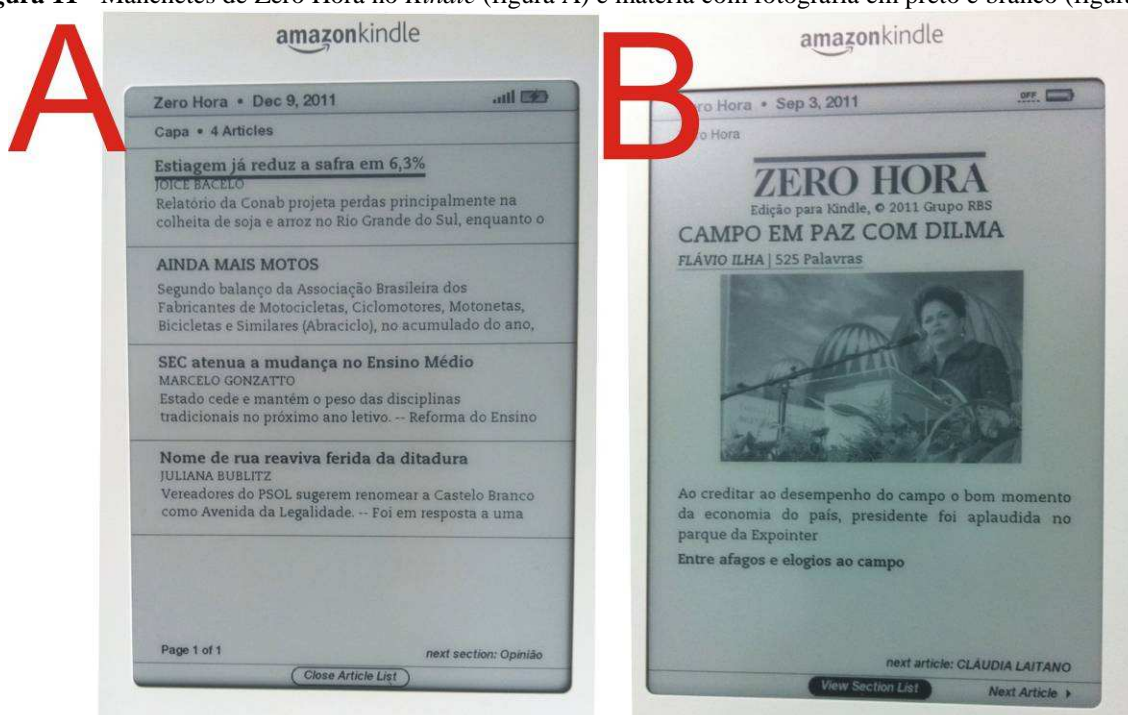 Manchetes de Zero Hora no Kindle (figura A) e matéria com fotografia em preto e branco (figura
A
amazonkindle
Zero Hora • Dec 9, 2011
Capa • 4 Articles
Estiagem já reduz a safra em 6,3%
JOICE BACELO
Relatório da Conab projeta perdas principalmente na
colheita de soja e arroz no Rio Grande do Sul, enquanto o
AINDA MAIS MOTOS
Segundo balanço da Associação Brasileira dos
Fabricantes de Motocicletas, Ciclomotores, Motonetas,
Bicicletas e Similares (Abraciclo), no acumulado do ano,
SEC atenua a mudança no Ensino Médio
MARCELO GONZATTO
Estado cede e mantém o peso das disciplinas
tradicionais no próximo ano letivo. -- Reforma do Ensino
Nome de rua reaviva ferida da ditadura
JULIANA BUBLITZ
Vereadores do PSOL sugerem renomear a Castelo Branco
como Avenida da Legalidade. -- Foi em resposta a uma
Page 1 of 1
next section: Opinião
Close Article List
B
amazonkindle
ro Hora • Sep 3, 2011
OFF
o Hora
ZERO HORA
Edição para Kindle, © 2011 Grupo RBS
CAMPO EM PAZ COM DILMA
FLÁVIO ILHA | 525 Palavras
Ao creditar ao desempenho do campo o bom momento
da economia do país, presidente foi aplaudida no
parque da Expointer
Entre afagos e elogios ao campo
next article: CLÁUDIA LAITANO
View Section List
Next Article